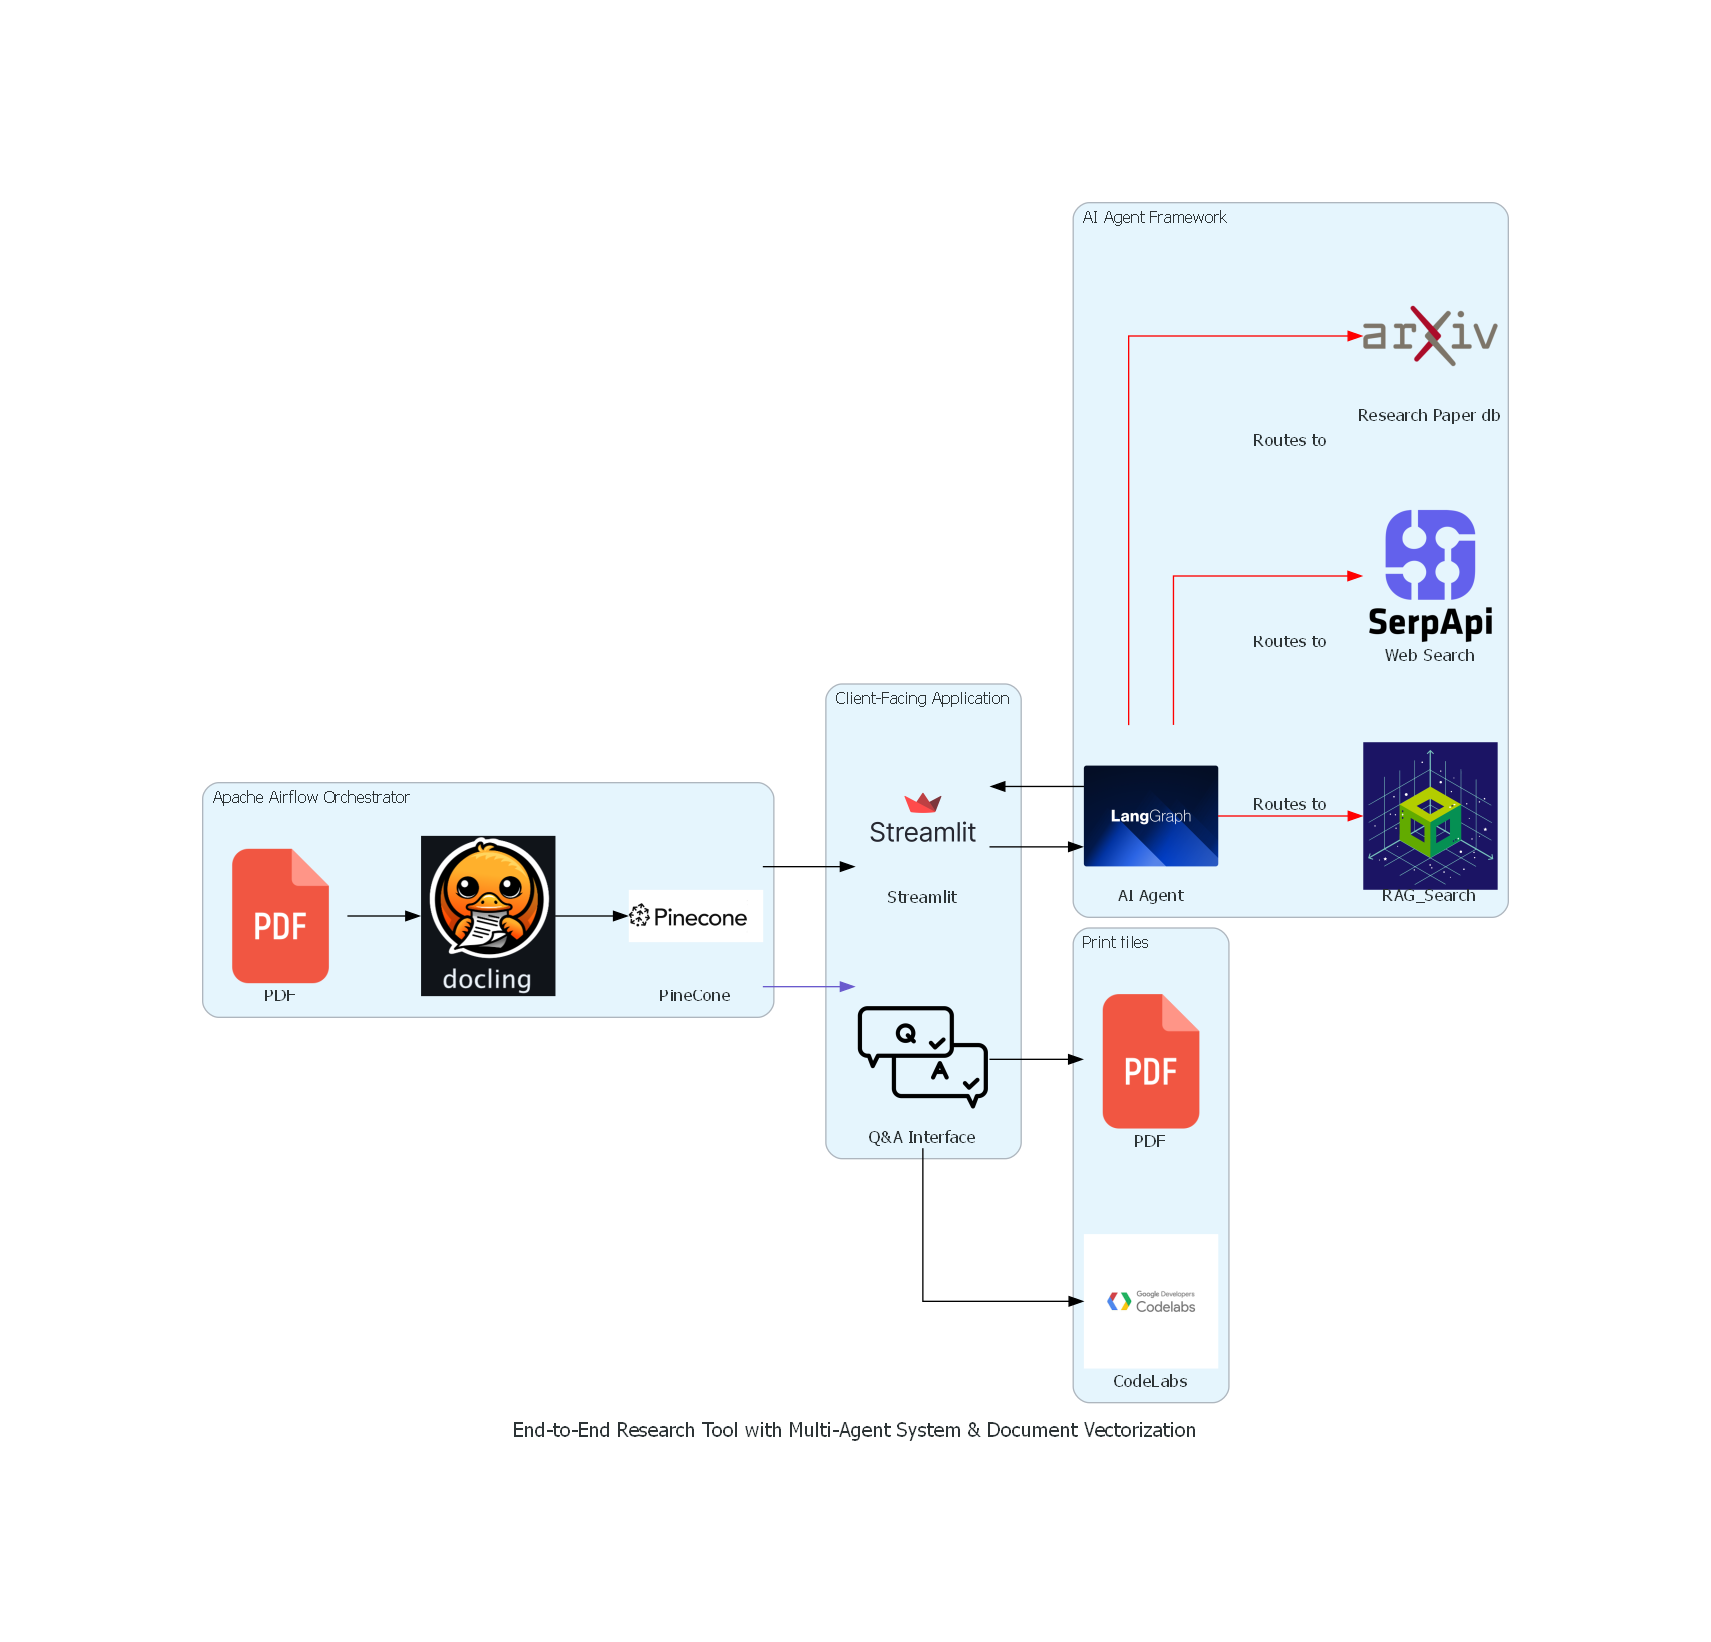 AI Agent Framework
arXiv
Research Paper db
Routes to
SerpApi
Routes to
Web Search
Client-Facing Application
Apache Airflow Orchestrator
Streamlit
LangGraph
Routes to
Streamlit
AI Agent
RAG_Search
PDF
docling
Pinecone
PDF
PineCone
Print files
Q
A
PDF
Q&A Interface
PDF
Google Developers
Codelabs
CodeLabs
End-to-End Research Tool with Multi-Agent System & Document Vectorization